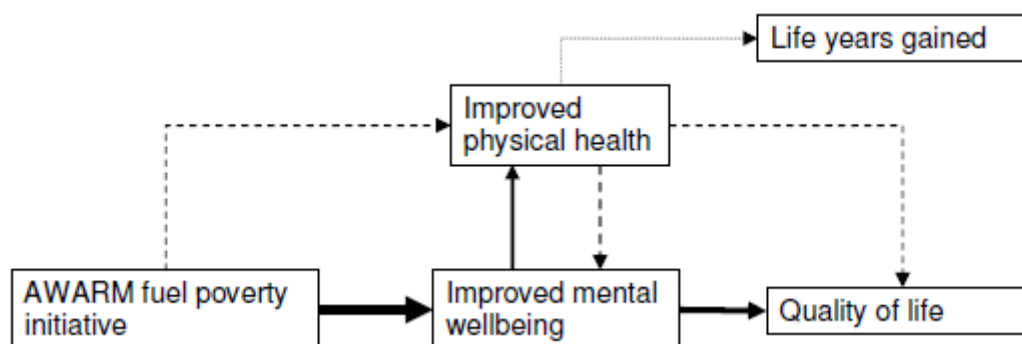 Life years gained
Improved
physical health
AWARM fuel poverty
initiative
Improved mental
wellbeing
Quality of life